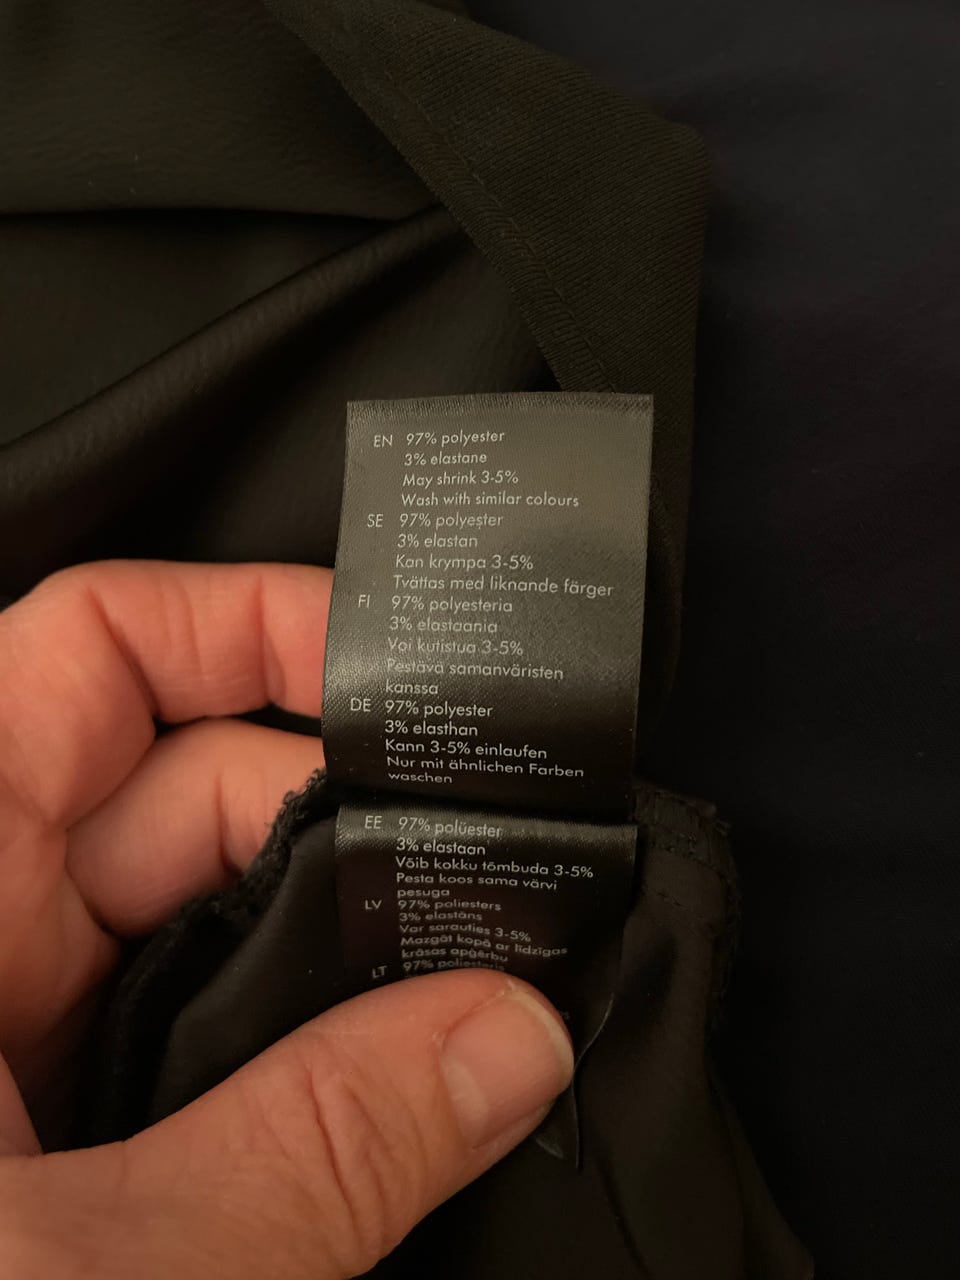 EN 97% polyester
3% elastane
May shrink 3-5%
Wash with similar colours
SE 97% polyester
3% elastan
Kan krympa 3-5%
Tvättas med liknande färger
FI 97% polyesteria
3% elastaania
Voi kutistua 3-5%
Pestävä samanväristen
kanssa
DE 97% polyester
3% elasthan
Kann 3-5% einlaufen
Nur mit ähnlichen Farben
waschen
EE 97% polüester
3% elastaan
Võib kokku tõmbuda 3-5%
Pesta koos sama värvi
pesuga
LV 97% poliesters
3% elastāns
Var sarauties 3-5%
Mazgāt kopā ar līdzīgas
krāsas apģērbu
LT 97% poliesteris